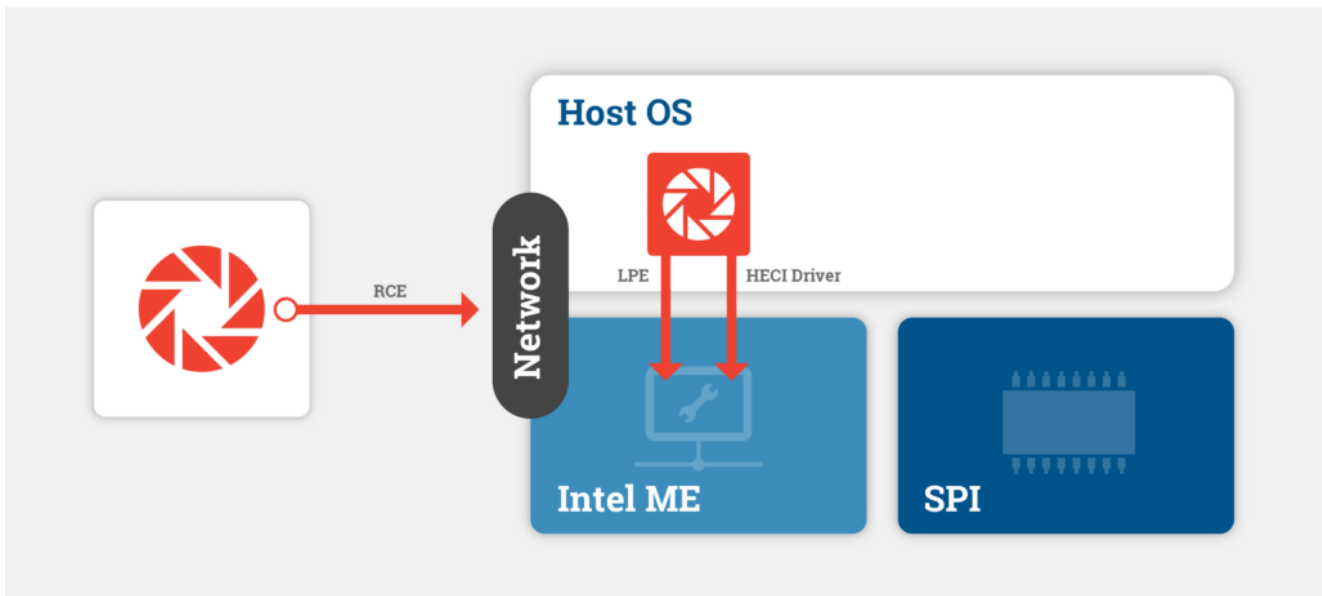 Host OS
Network
RCE
LPE
HECI Driver
Intel ME
SPI